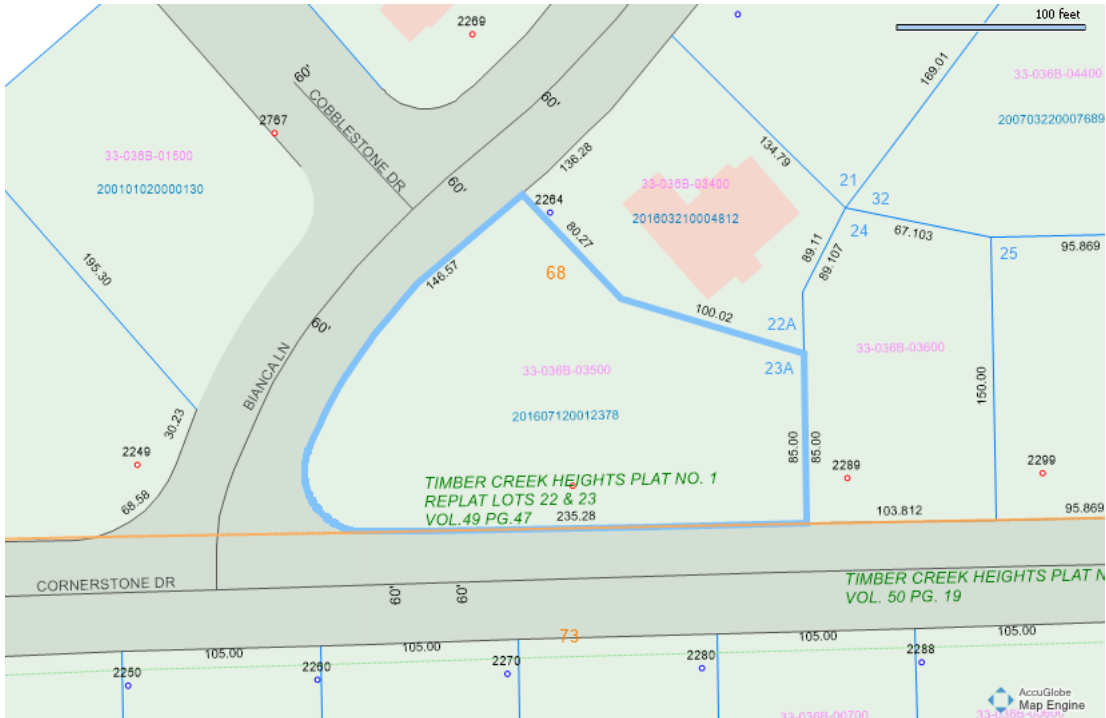 100 feet
2269
60'
COBBLESTONE DR
60'
169.01
33-036B-04400
200703220007689
2767
33-036B-01500
200101020000130
136.28
134.79
60'
33-036B-03400
201603210004812
21
32
24
67.103
25
95.869
2264
80.27
89.11
89.107
195.30
146.57
68
100.02
22A
60'
BIANCA LN
33-036B-03500
23A
33-036B-03600
150.00
201607120012378
30.23
2249
68.58
85.00
85.00
2289
2299
TIMBER CREEK HEIGHTS PLAT NO. 1
REPLAT LOTS 22 & 23
VOL.49 PG.47
235.28
103.812
95.869
CORNERSTONE DR
60'
60'
TIMBER CREEK HEIGHTS PLAT N
VOL. 50 PG. 19
73
105.00
105.00
105.00
105.00
2250
2260
2270
2280
2288
33-036B-00700
33-036B-00600
AccuGlobe
Map Engine